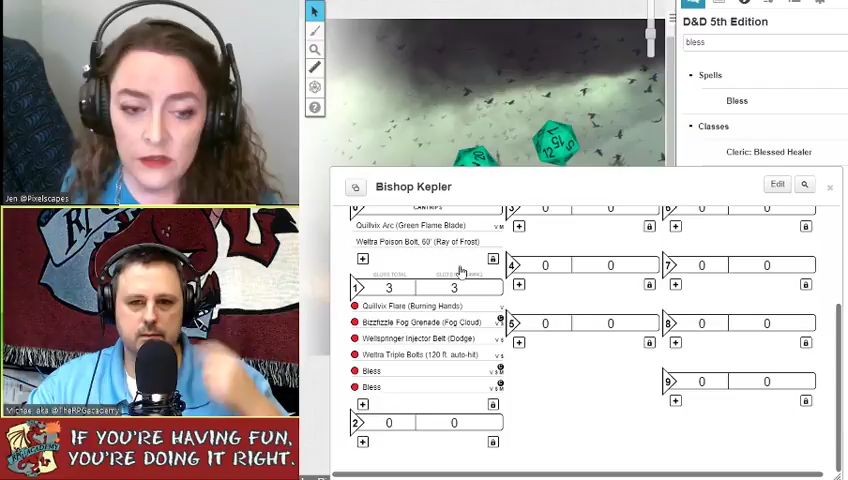 Jen @Pixelscapes
Michael aka @TheRPGacademy
IF YOU'RE HAVING FUN,
YOU'RE DOING IT RIGHT.
D&D 5th Edition
bless
Spells
Bless
Classes
Cleric: Blessed Healer
Bishop Kepler
Edit
0 CANTRIPS
Quillvix Arc (Green Flame Blade) V M
Weltra Poison Bolt, 60' (Ray of Frost)
SLOTS TOTAL
1 3 3
Quillvix Flare (Burning Hands) V
Bizzfizzle Fog Grenade (Fog Cloud) C V S
Wellspringer Injector Belt (Dodge) V S
Weltra Triple Bolts (120 ft. auto-hit) V S
Bless C V S M
Bless C V S M
2 0 0
3 0 0
4 0 0
5 0 0
6 0 0
7 0 0
8 0 0
9 0 0